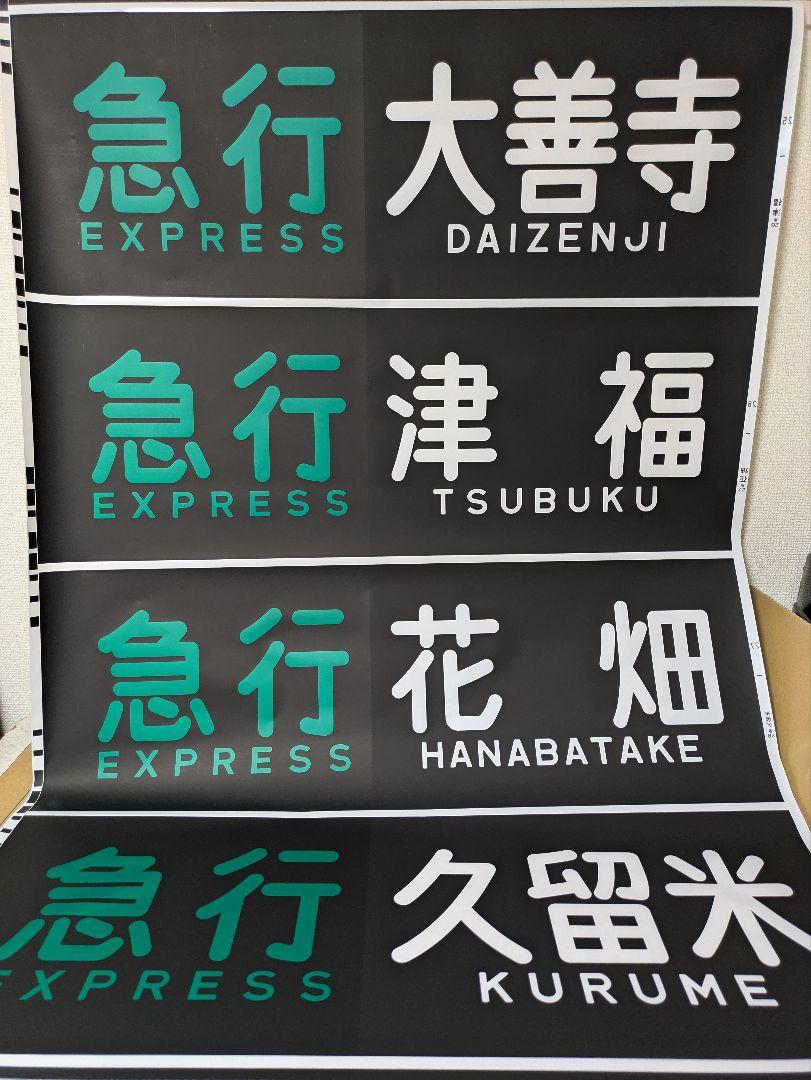 急行 大善寺
EXPRESS DAIZENJI
急行 津福
EXPRESS TSUBUKU
急行 花畑
EXPRESS HANABATAKE
急行 久留米
EXPRESS KURUME